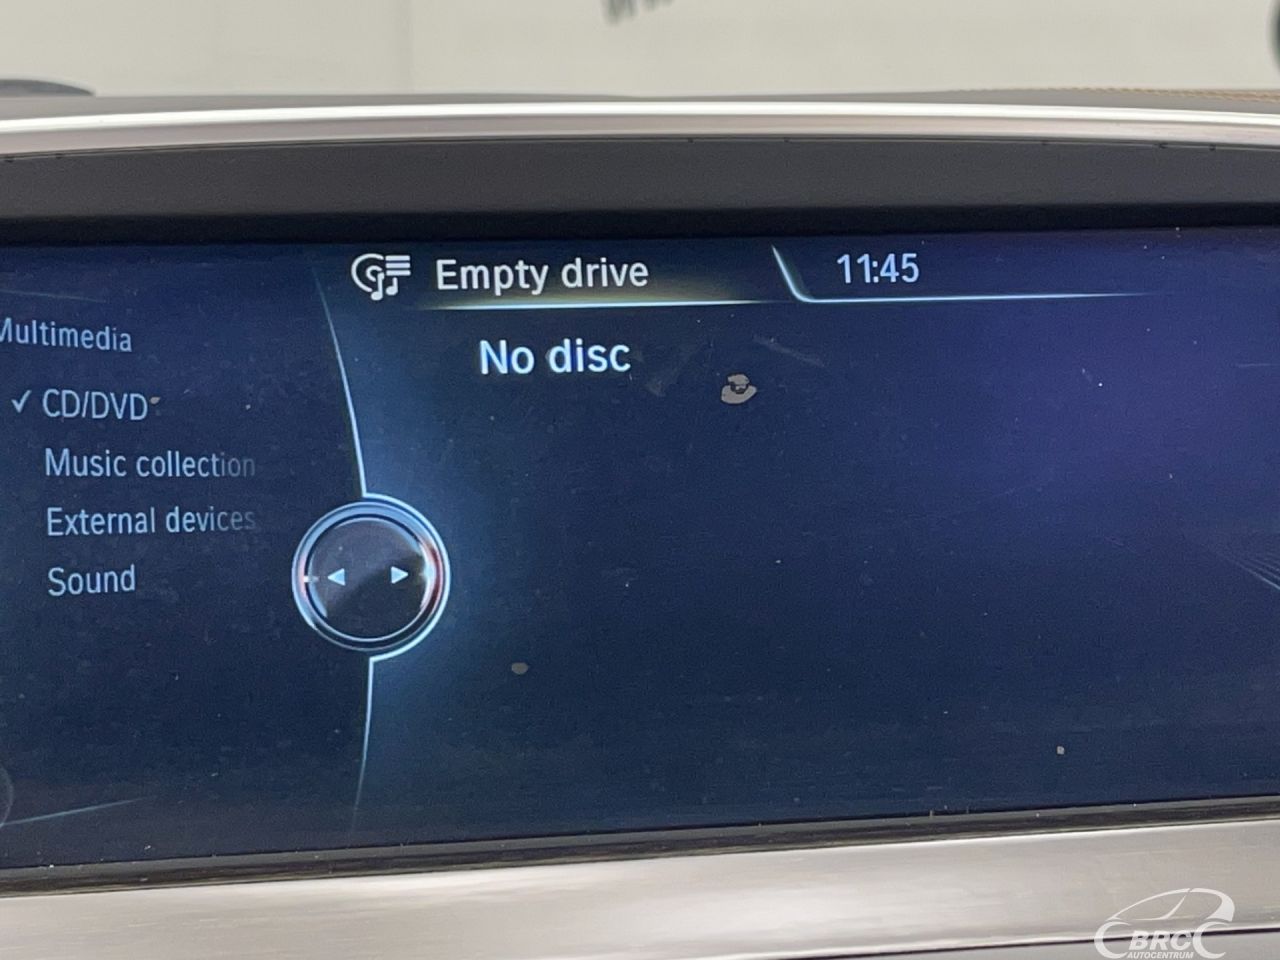 Empty drive
11:45
Multimedia
No disc
✓ CD/DVD
Music collection
External devices
Sound
BRC
AUTOCENTRUM